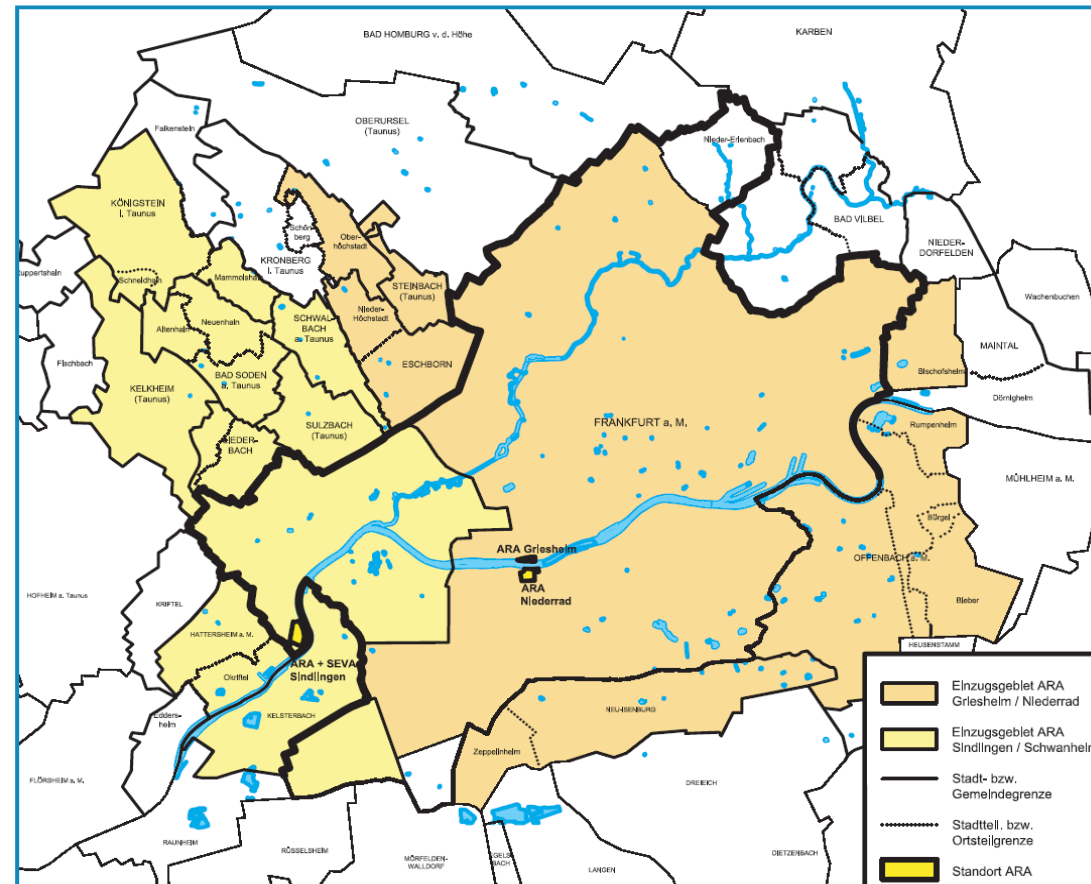 BAD HOMBURG v. d. Höhe
KARBEN
OBERURSEL
(Taunus)
Falkenstein
Nieder-Erlenbach
KÖNIGSTEIN
i. Taunus
Schön-
berg
Ober-
höchstadt
KRONBERG
i. Taunus
BAD VILBEL
NIEDER-
DORFELDEN
Ruppertshain
Schneidhain
Mammolshain
STEINBACH
(Taunus)
Wachenbuchen
Nieder-
Höchstadt
SCHWAL-
BACH
a. Taunus
Altenhain
Neuenhain
Fischbach
ESCHBORN
MAINTAL
BAD SODEN
a. Taunus
Bischofsheim
KELKHEIM
(Taunus)
Dörnigheim
SULZBACH
(Taunus)
FRANKFURT a. M.
Rumpenheim
NIEDER-
BACH
MÜHLHEIM a. M.
Bürgel
ARA Griesheim
OFFENBACH a. M.
ARA
Niederrad
HOFHEIM a. Taunus
KRIFTEL
Bieber
HATTERSHEIM a. M.
HEUSENSTAMM
ARA + SEVA
Sindlingen
Okriftel
Edders-
heim
KELSTERBACH
NEU-ISENBURG
Zeppelinheim
FLÖRSHEIM a. M.
DREIEICH
RAUNHEIM
RÜSSELSHEIM
MÖRFELDEN-
WALLDORF
EGELS-
BACH
LANGEN
DIETZENBACH
Einzugsgebiet ARA
Griesheim / Niederrad
Einzugsgebiet ARA
Sindlingen / Schwanheim
Stadt- bzw.
Gemeindegrenze
Stadtteil. bzw.
Ortsteilgrenze
Standort ARA